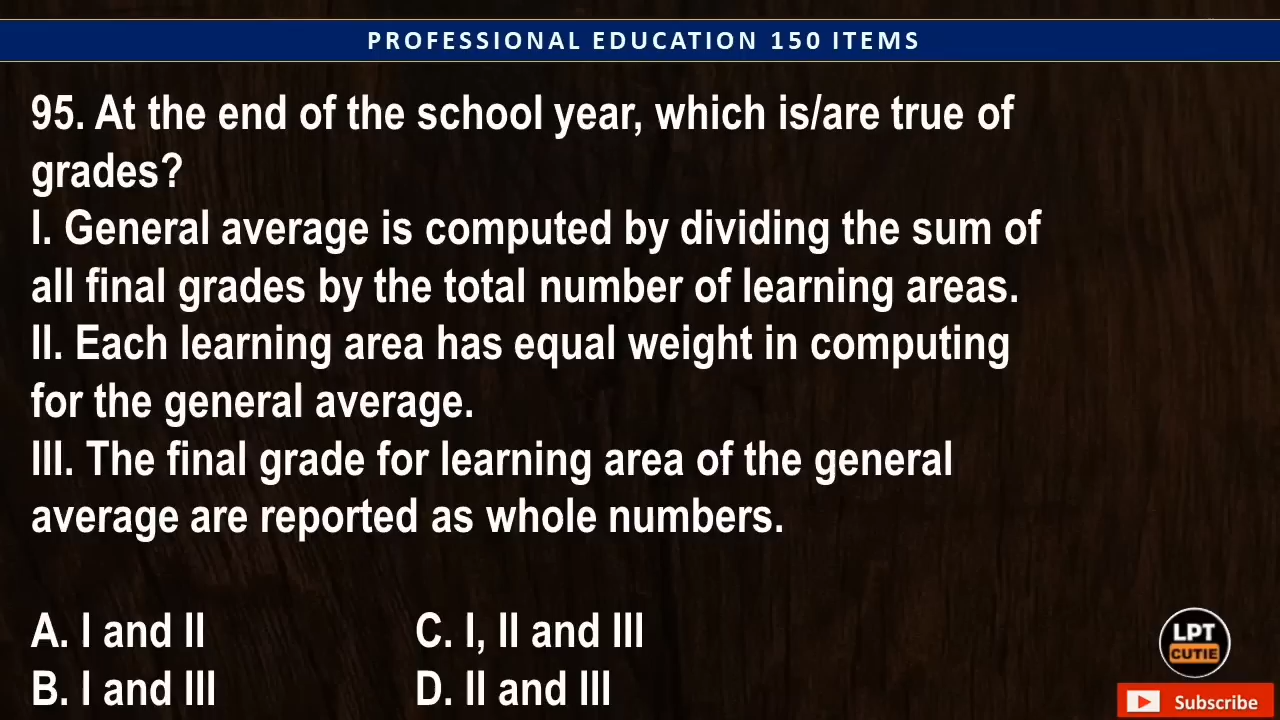 PROFESSIONAL EDUCATION 150 ITEMS
95. At the end of the school year, which is/are true of
grades?
I. General average is computed by dividing the sum of
all final grades by the total number of learning areas.
II. Each learning area has equal weight in computing
for the general average.
III. The final grade for learning area of the general
average are reported as whole numbers.
A. I and II
B. I and III
C. I, II and III
D. II and III
LPT
CUTIE
Subscribe